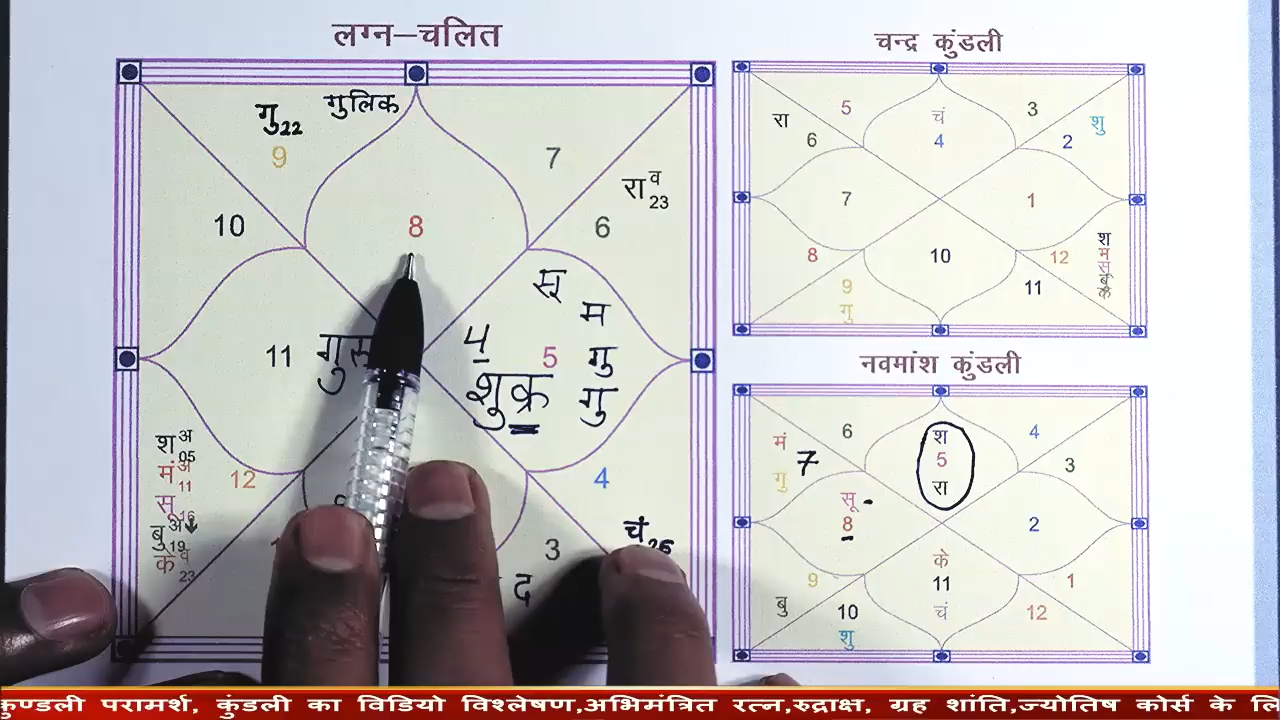 लग्न–चलित
गु22 गुलिक
9
7
रा व 23
10
8
6
सू
म
11
4
5
गु
शुक्र
गु
श अ 05
मं अ 11
12
4
सू 16
बु अ 19
चं 26
के व 23
3
द
चन्द्र कुंडली
रा
5
चं
3
शु
6
4
2
7
1
8
10
12
श
मं
सू
बु
के
9
11
गु
नवमांश कुंडली
मं
6
श
4
गु
7
5
3
सू
रा
8
2
के
9
11
1
बु
10
चं
12
शु
कुण्डली परामर्श, कुंडली का विडियो विश्लेषण,अभिमंत्रित रत्न,रुद्राक्ष, ग्रह शांति,ज्योतिष कोर्स के लि